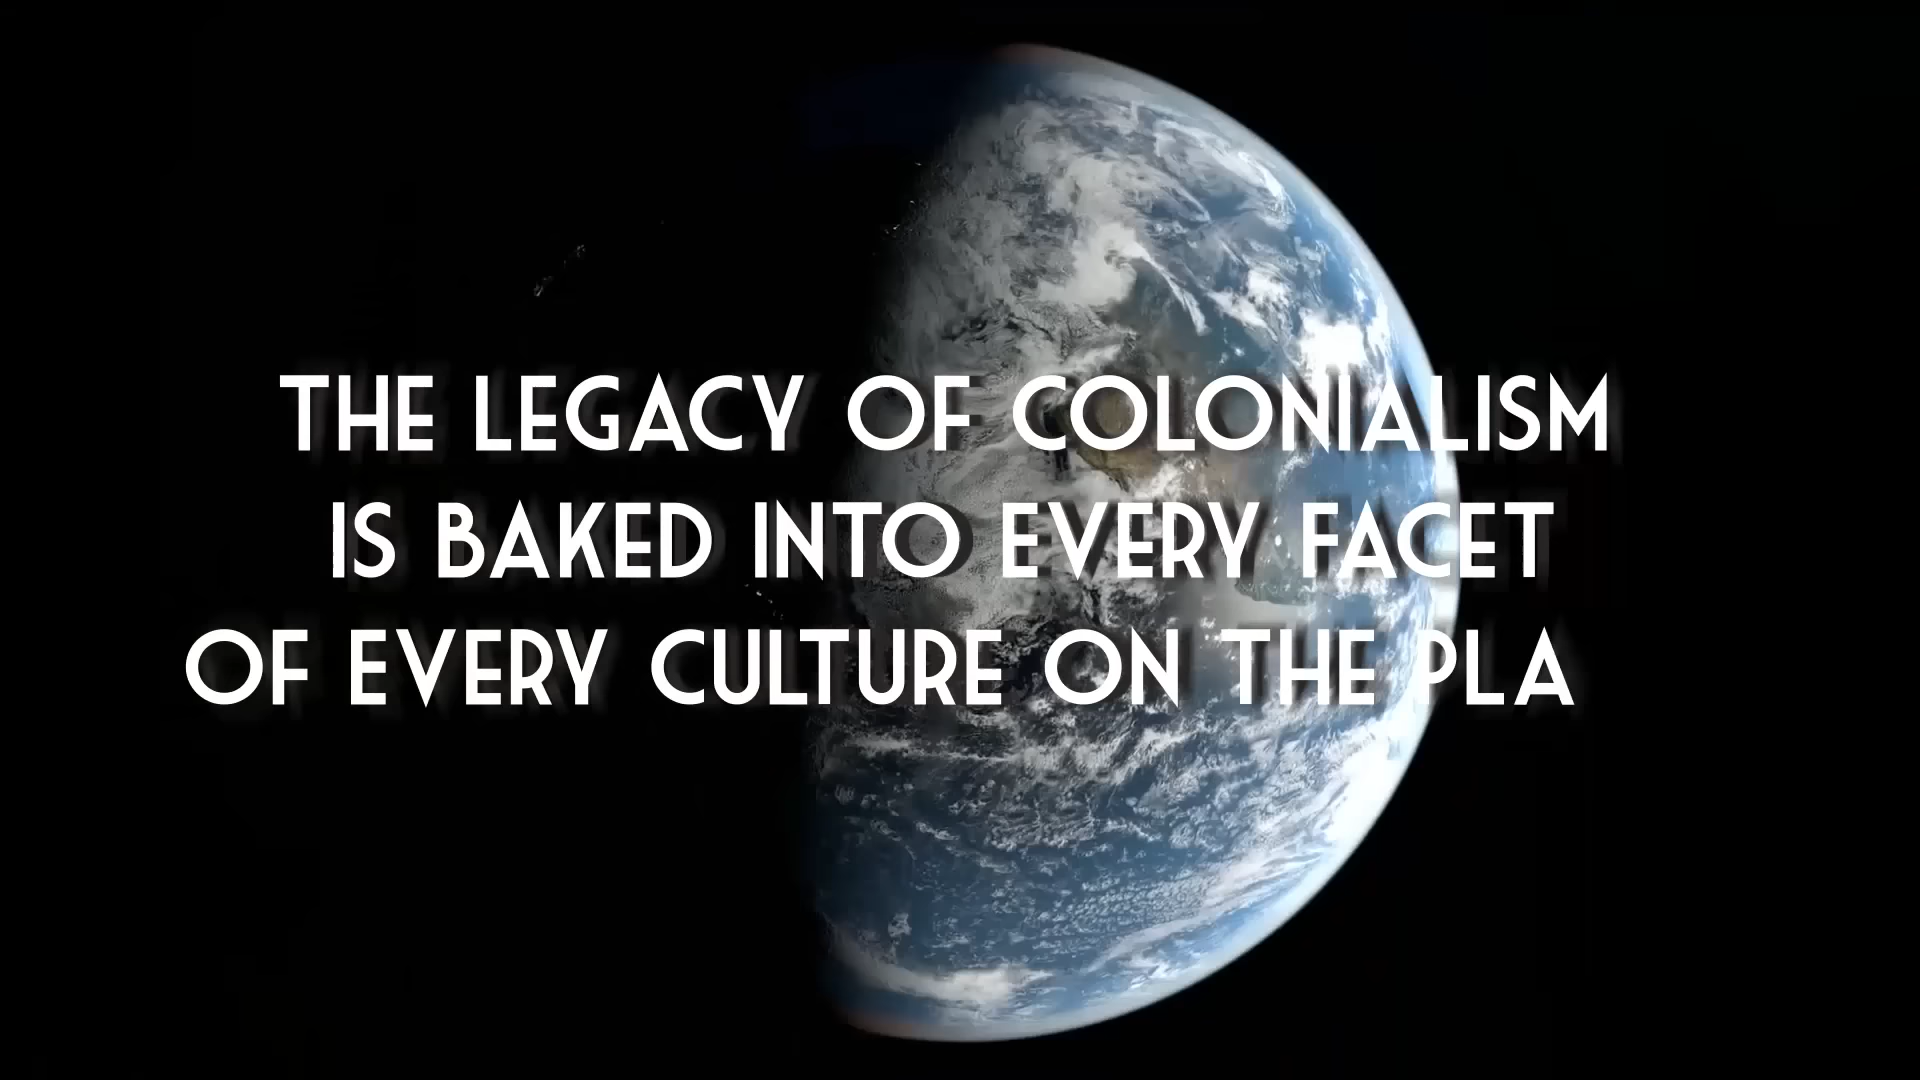 THE LEGACY OF COLONIALISM
IS BAKED INTO EVERY FACET
OF EVERY CULTURE ON THE PLA